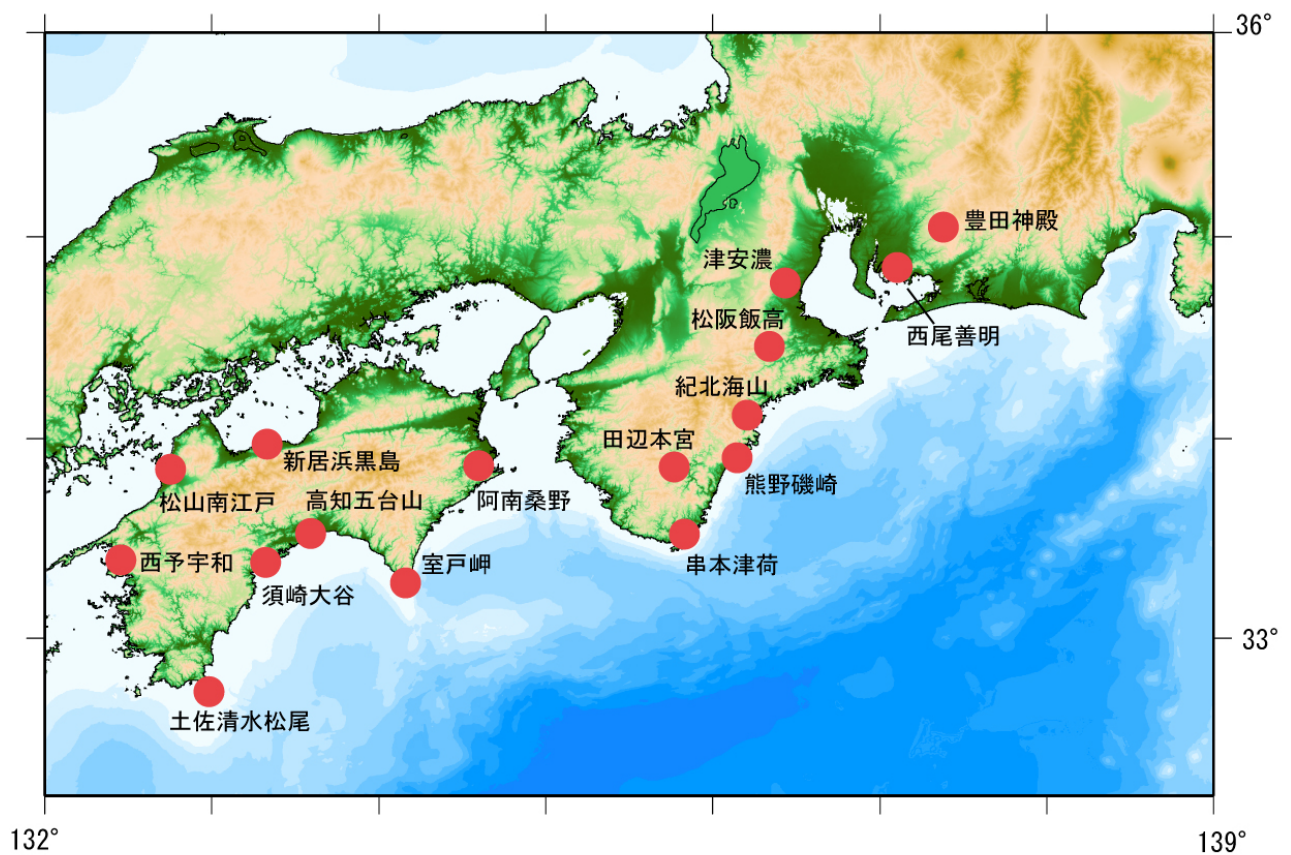 36°
豊田神殿
津安濃
松阪飯高
西尾善明
紀北海山
田辺本宮
新居浜黒島
熊野磯崎
松山南江戸
高知五台山
阿南桑野
西予宇和
室戸岬
串本津荷
須崎大谷
33°
土佐清水松尾
132°
139°